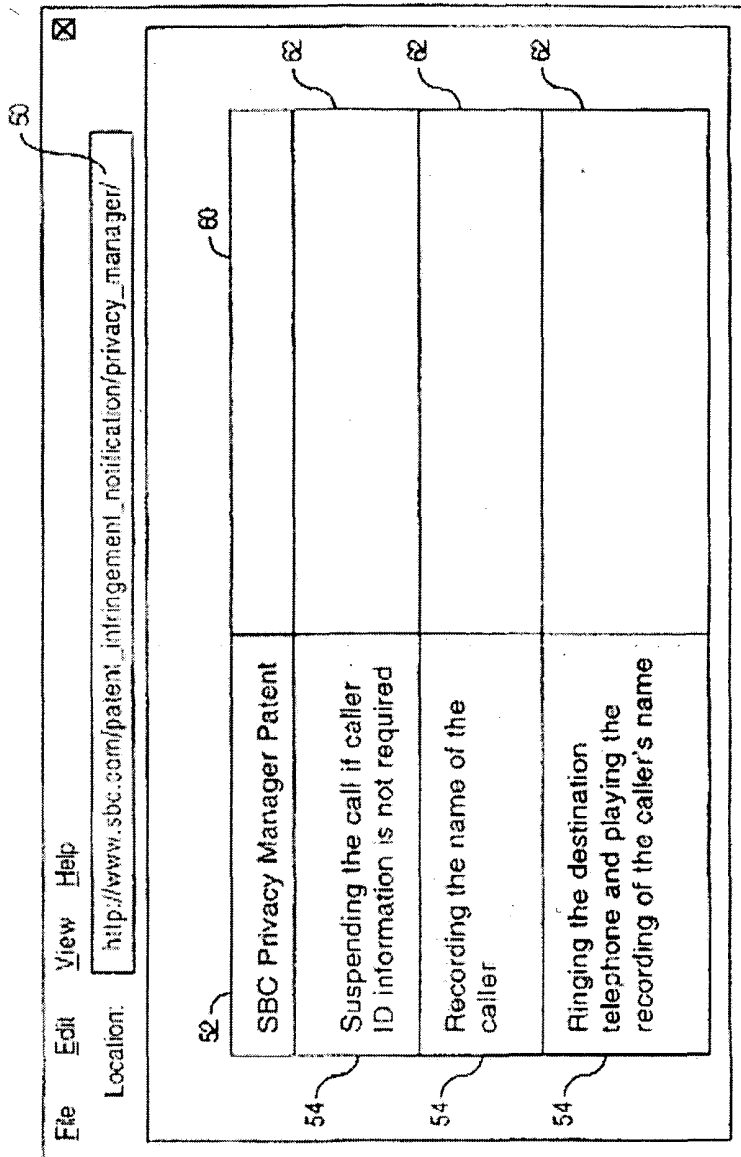 File Edit View Help
50
Location: http://www.sbc.com/patent_infringement_notification/privacy_manager/
52
60
SBC Privacy Manager Patent
54
Suspending the call if caller
ID information is not required
62
54
Recording the name of the
caller
62
54
Ringing the destination
telephone and playing the
recording of the caller's name
62